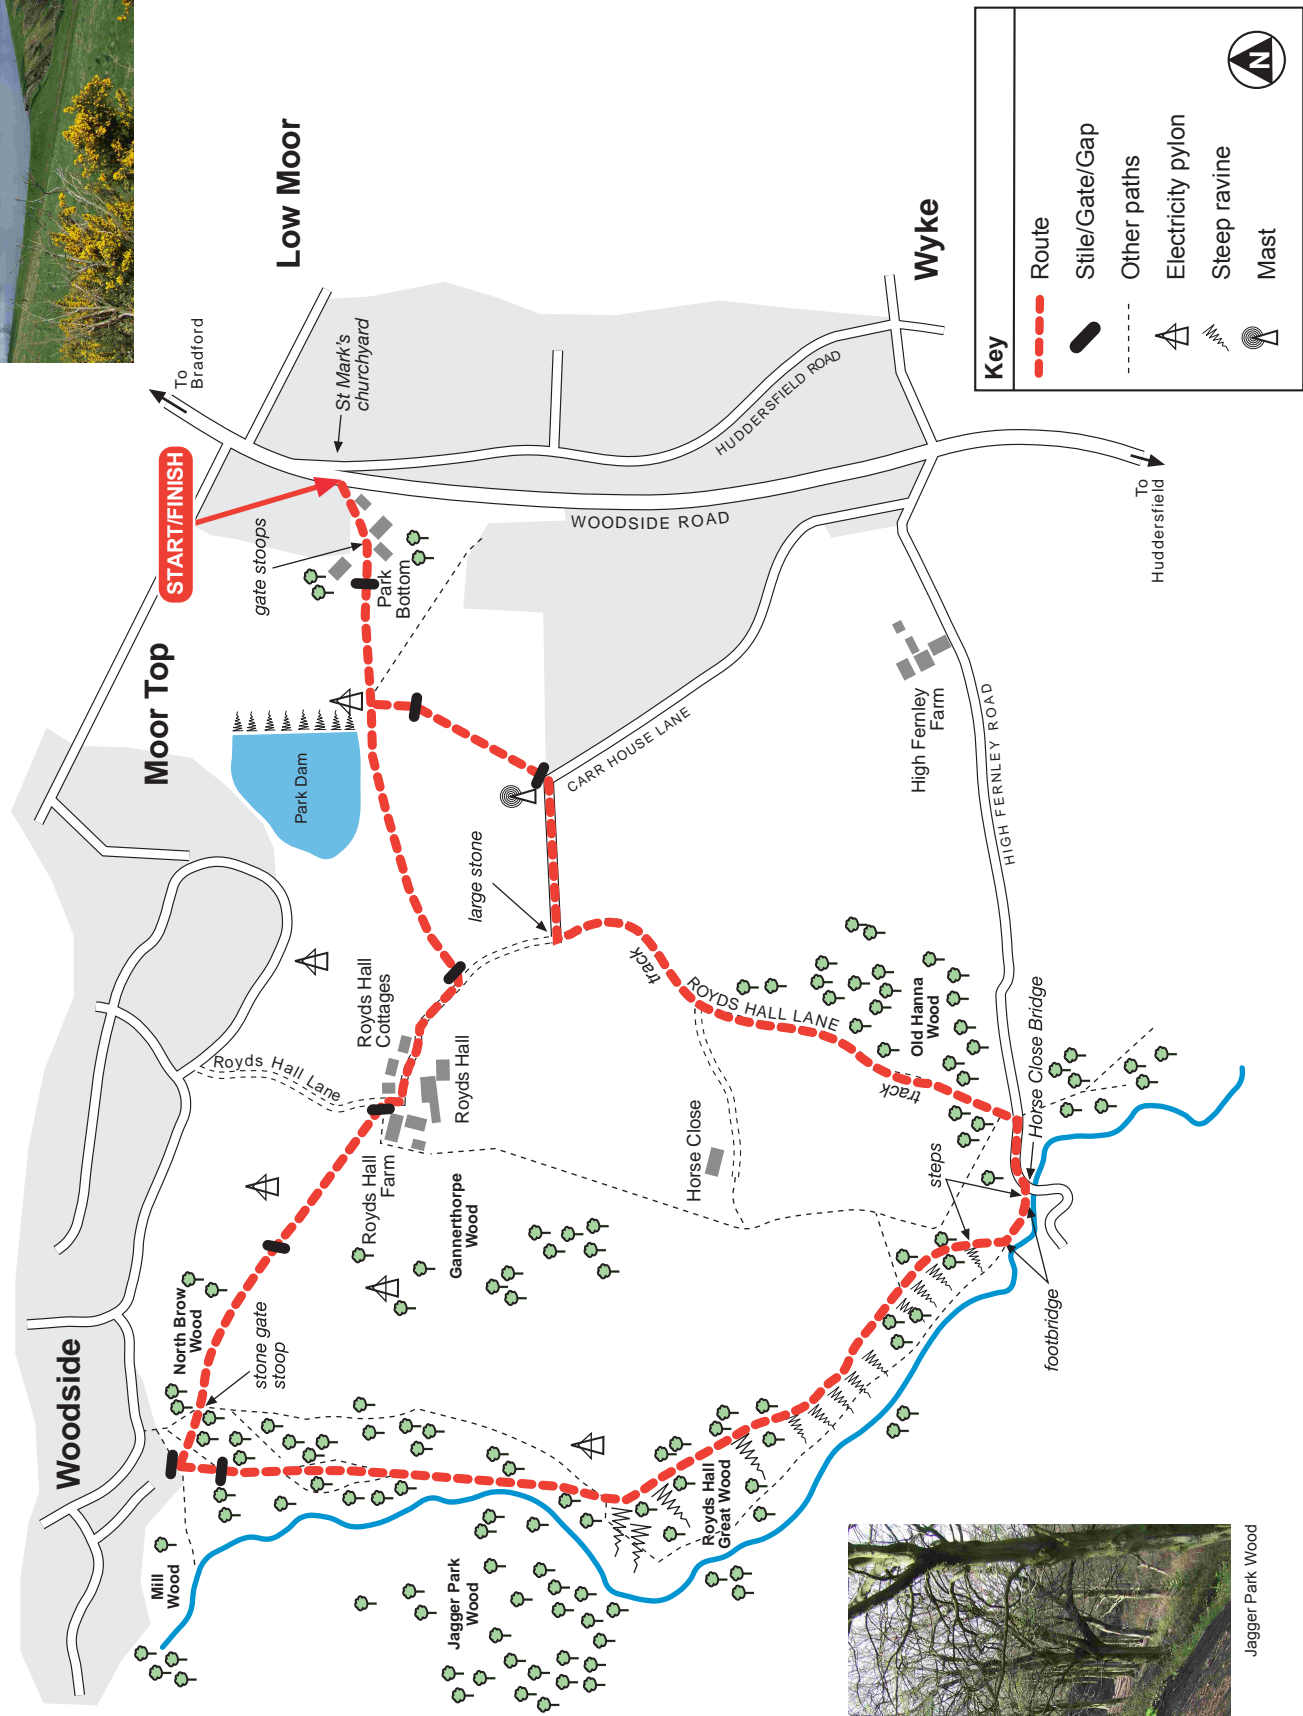 To
Bradford
START/FINISH
Low Moor
St Mark's
churchyard
gate stoops
Park
Bottom
Moor Top
Park Dam
WOODSIDE ROAD
HUDDERSFIELD ROAD
Wyke
To
Huddersfield
CARR HOUSE LANE
large stone
High Fernley
Farm
HIGH FERNLEY ROAD
Royds Hall
Cottages
Royds Hall Lane
Royds Hall
Royds Hall
Farm
track
ROYDS HALL LANE
track
Old Hanna
Wood
Horse Close
Horse Close Bridge
steps
footbridge
Gannerthorpe
Wood
North Brow
Wood
stone gate
stoop
Woodside
Mill
Wood
Jagger Park
Wood
Royds Hall
Great Wood
Jagger Park Wood
Key
Route
Stile/Gate/Gap
Other paths
Electricity pylon
Steep ravine
Mast
N